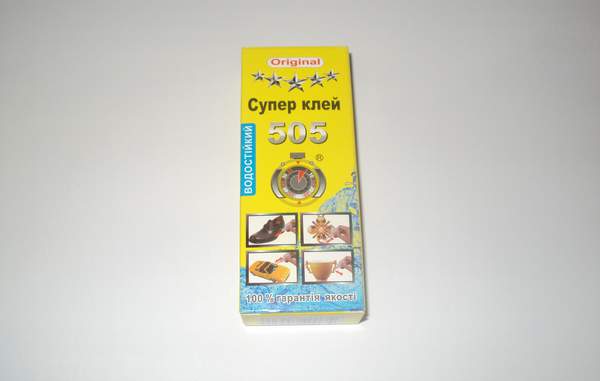 Original
Супер клей
505
®
ВОДОСТІЙКИЙ
100 % гарантія якості